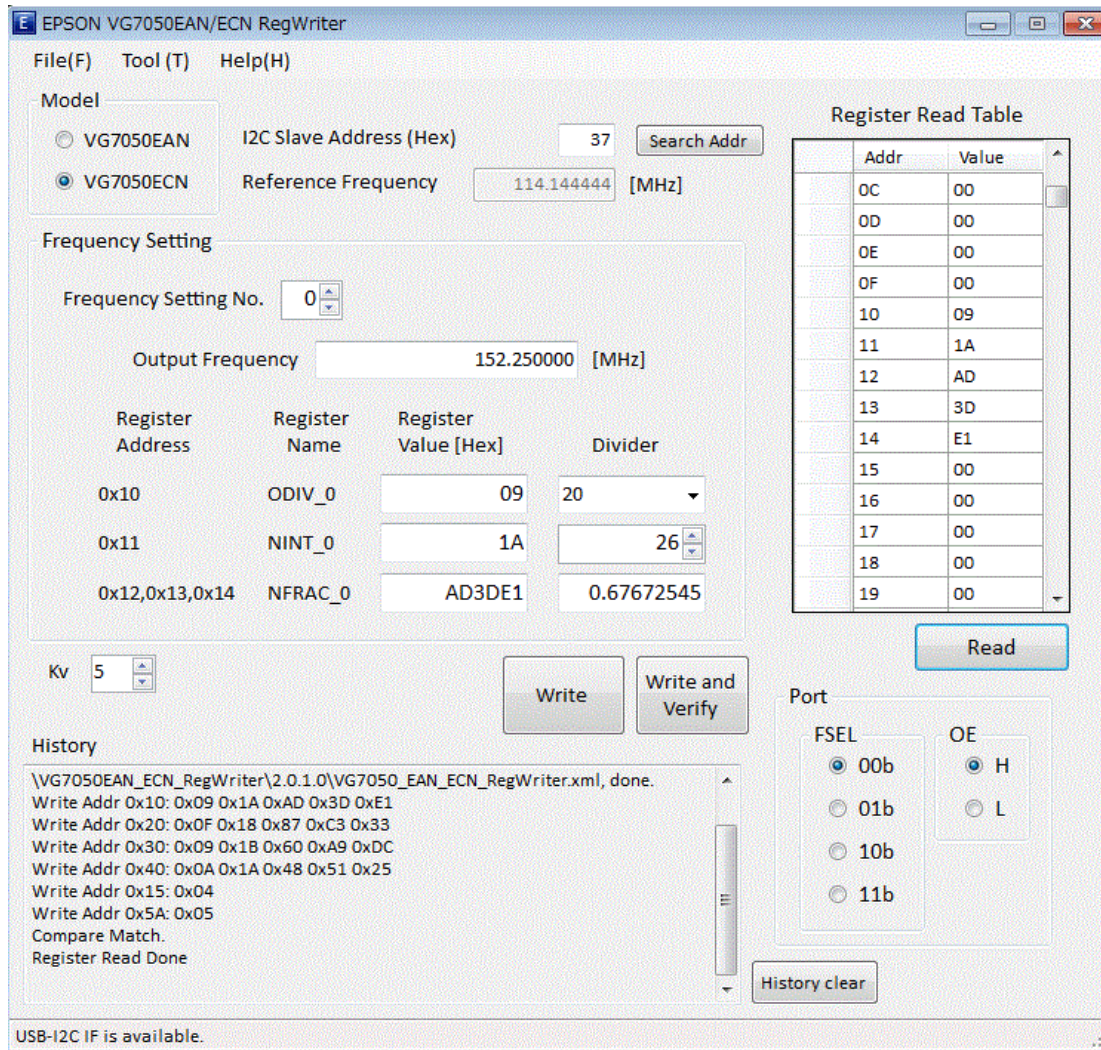 EPSON VG7050EAN/ECN RegWriter
File(F) Tool (T) Help(H)
Model
VG7050EAN
VG7050ECN
I2C Slave Address (Hex) 37 Search Addr
Reference Frequency 114.144444 [MHz]
Frequency Setting
Frequency Setting No. 0
Output Frequency 152.250000 [MHz]
Register Address Register Name Register Value [Hex] Divider
0x10 ODIV_0 09 20
0x11 NINT_0 1A 26
0x12,0x13,0x14 NFRAC_0 AD3DE1 0.67672545
Kv 5
Write
Write and Verify
History
\VG7050EAN_ECN_RegWriter\2.0.1.0\VG7050_EAN_ECN_RegWriter.xml, done.
Write Addr 0x10: 0x09 0x1A 0xAD 0x3D 0xE1
Write Addr 0x20: 0x0F 0x18 0x87 0xC3 0x33
Write Addr 0x30: 0x09 0x1B 0x60 0xA9 0xDC
Write Addr 0x40: 0x0A 0x1A 0x48 0x51 0x25
Write Addr 0x15: 0x04
Write Addr 0x5A: 0x05
Compare Match.
Register Read Done
Register Read Table
Addr Value
0C 00
0D 00
0E 00
0F 00
10 09
11 1A
12 AD
13 3D
14 E1
15 00
16 00
17 00
18 00
19 00
Read
Port
FSEL
00b
01b
10b
11b
OE
H
L
History clear
USB-I2C IF is available.